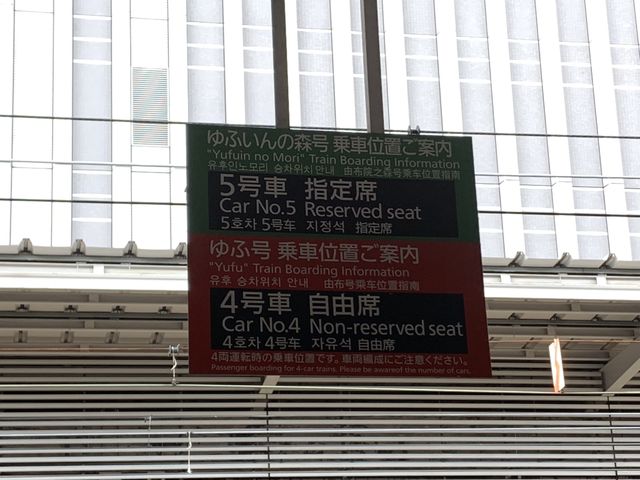 ゆふいんの森号 乗車位置ご案内
"Yufuin no Mori" Train Boarding Information
유후인노모리 승차위치 안내 由布院之森号乘车位置指南
5号車 指定席
Car No.5 Reserved seat
5호차 5号车 지정석 指定席
ゆふ号 乗車位置ご案内
"Yufu" Train Boarding Information
유후 승차위치 안내 由布号乘车位置指南
4号車 自由席
Car No.4 Non-reserved seat
4호차 4号车 자유석 自由席
4両運転時の乗車位置です。車両編成にご注意ください。
Passenger boarding for 4-car trains. Please be awareof the number of cars.